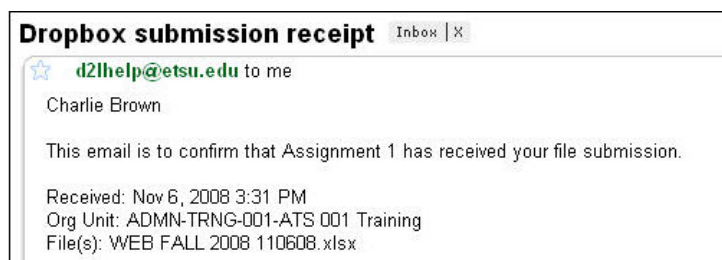 Dropbox submission receipt Inbox | X
d2lhelp@etsu.edu to me
Charlie Brown
This email is to confirm that Assignment 1 has received your file submission.
Received: Nov 6, 2008 3:31 PM
Org Unit: ADMN-TRNG-001-ATS 001 Training
File(s): WEB FALL 2008 110608.xlsx